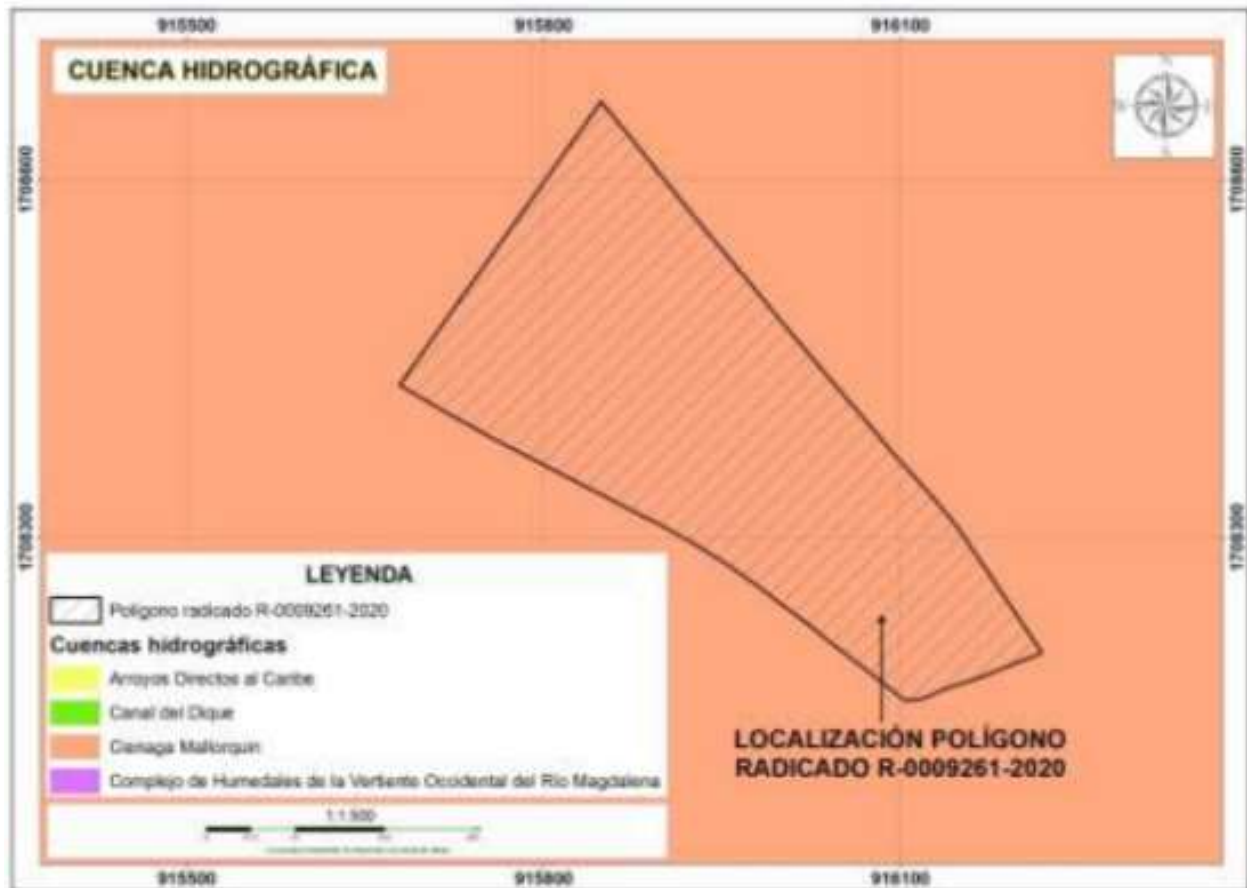 915500 915800 916100
CUENCA HIDROGRÁFICA
1708600 1708600
1708300 1708300
LEYENDA
Polígono radicado R-0009261-2020
Cuencas hidrográficas
Arroyos Directos al Caribe
Canal del Dique
Cienaga Mallorquin
Complejo de Humedales de la Vertiente Occidental del Río Magdalena
1:1.500
LOCALIZACIÓN POLÍGONO
RADICADO R-0009261-2020
915500 915800 916100